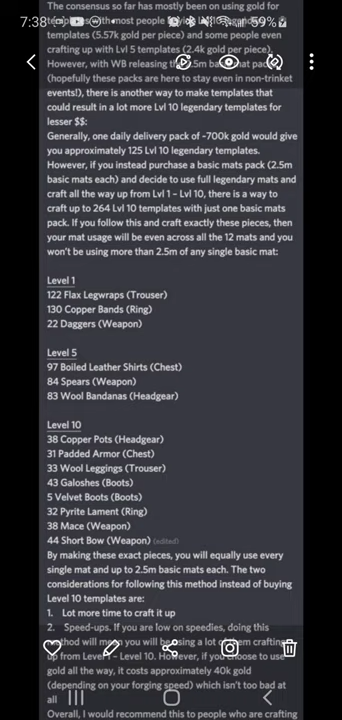 7:38
59%
The consensus so far has mostly been on using gold for
templates with most people
templates (5.57k gold per piece) and some people even
crafting up with Lvl 5 templates (2.4k gold per piece).
However, with WB releasing the 2.5m basic mat pack
(hopefully these packs are here to stay even in non-trinket
events!), there is another way to make templates that
could result in a lot more Lvl 10 legendary templates for
lesser $$:
Generally, one daily delivery pack of ~700k gold would give
you approximately 125 Lvl 10 legendary templates.
However, if you instead purchase a basic mats pack (2.5m
basic mats each) and decide to use full legendary mats and
craft all the way up from Lvl 1 – Lvl 10, there is a way to
craft up to 264 Lvl 10 templates with just one basic mats
pack. If you follow this and craft exactly these pieces, then
your mat usage will be even across all the 12 mats and you
won't be using more than 2.5m of any single basic mat:
Level 1
122 Flax Legwraps (Trouser)
130 Copper Bands (Ring)
22 Daggers (Weapon)
Level 5
97 Boiled Leather Shirts (Chest)
84 Spears (Weapon)
83 Wool Bandanas (Headgear)
Level 10
38 Copper Pots (Headgear)
31 Padded Armor (Chest)
33 Wool Leggings (Trouser)
43 Galoshes (Boots)
5 Velvet Boots (Boots)
32 Pyrite Lament (Ring)
38 Mace (Weapon)
44 Short Bow (Weapon) (edited)
By making these exact pieces, you will equally use every
single mat and up to 2.5m basic mats each. The two
considerations for following this method instead of buying
Level 10 templates are:
1. Lot more time to craft it up
2. Speed-ups. If you are low on speedies, doing this
method will mean you will be using a lot of them crafting
up from Level 1 – Level 10. However, if you choose to use
gold all the way, it costs approximately 40k gold
(depending on your forging speed) which isn't too bad at
all
Overall, I would recommend this to people who are crafting